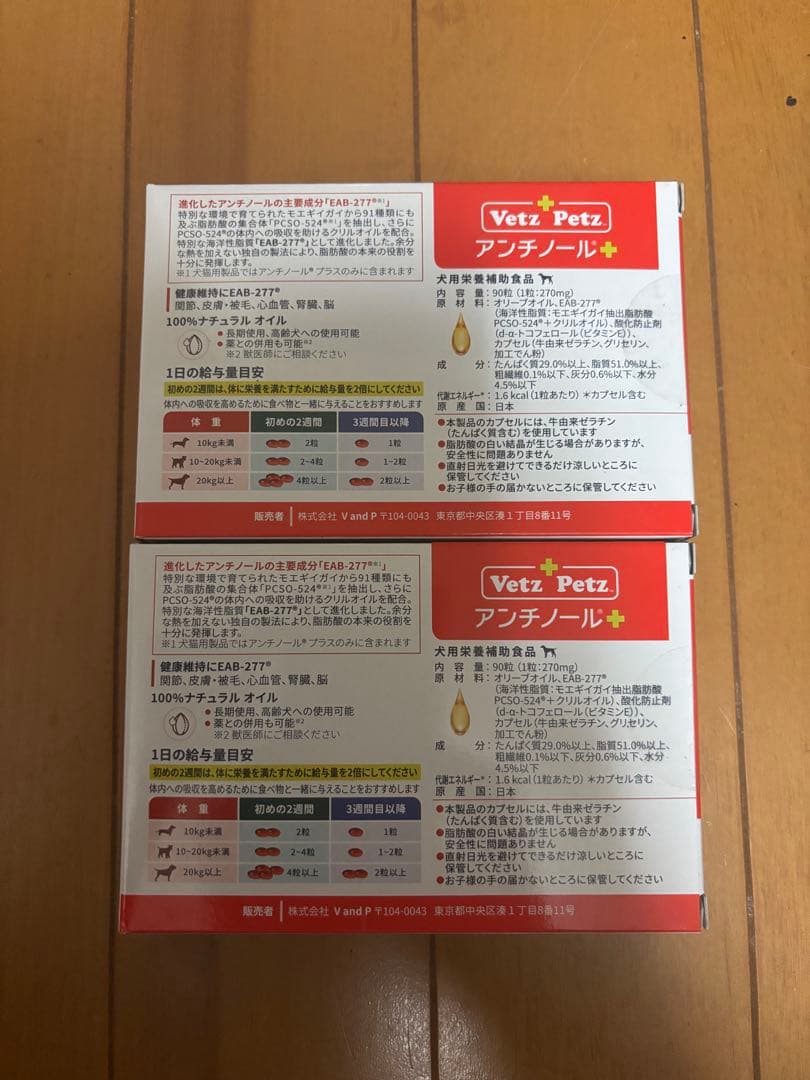 進化したアンチノールの主要成分「EAB-277®※1」
特別な環境で育てられたモエギイガイから91種類にも
及ぶ脂肪酸の集合体「PCSO-524®※1」を抽出し、さらに
PCSO-524®の体内への吸収を助けるクリルオイルを配合。
特別な海洋性脂質「EAB-277®」として進化しました。余分
な熱を加えない独自の製法により、脂肪酸の本来の役割を
十分に発揮します。
※1 犬猫用製品ではアンチノール® プラスのみに含まれます
健康維持にEAB-277®
関節、皮膚・被毛、心血管、腎臓、脳
100%ナチュラル オイル
●長期使用、高齢犬への使用可能
●薬との併用も可能※2
※2 獣医師にご相談ください
1日の給与量目安
初めの2週間は、体に栄養を満たすために給与量を2倍にしてください
体内への吸収を高めるために食べ物と一緒に与えることをおすすめします
体 重 初めの2週間 3週間目以降
10kg未満 2粒 1粒
10~20kg未満 2~4粒 1~2粒
20kg以上 4粒以上 2粒以上
Vetz Petz™
アンチノール®+
犬用栄養補助食品
内 容 量:90粒(1粒:270mg)
原 材 料:オリーブオイル、EAB-277®
(海洋性脂質:モエギイガイ抽出脂肪酸
PCSO-524®+クリルオイル)、酸化防止剤
(d-α-トコフェロール(ビタミンE))、
カプセル(牛由来ゼラチン、グリセリン、
加工でん粉)
成 分:たんぱく質29.0%以上、脂質51.0%以上、
粗繊維0.1%以下、灰分0.6%以下、水分
4.5%以下
代謝エネルギー*:1.6 kcal(1粒あたり) *カプセル含む
原 産 国:日本
●本製品のカプセルには、牛由来ゼラチン
(たんぱく質含む)を使用しています
●脂肪酸の白い結晶が生じる場合がありますが、
安全性に問題ありません
●直射日光を避けてできるだけ涼しいところに
保管してください
●お子様の手の届かないところに保管してください
販売者 株式会社 V and P 〒104-0043 東京都中央区湊1丁目8番11号
進化したアンチノールの主要成分「EAB-277®※1」
特別な環境で育てられたモエギイガイから91種類にも
及ぶ脂肪酸の集合体「PCSO-524®※1」を抽出し、さらに
PCSO-524®の体内への吸収を助けるクリルオイルを配合。
特別な海洋性脂質「EAB-277®」として進化しました。余分
な熱を加えない独自の製法により、脂肪酸の本来の役割を
十分に発揮します。
※1 犬猫用製品ではアンチノール® プラスのみに含まれます
健康維持にEAB-277®
関節、皮膚・被毛、心血管、腎臓、脳
100%ナチュラル オイル
●長期使用、高齢犬への使用可能
●薬との併用も可能※2
※2 獣医師にご相談ください
1日の給与量目安
初めの2週間は、体に栄養を満たすために給与量を2倍にしてください
体内への吸収を高めるために食べ物と一緒に与えることをおすすめします
体 重 初めの2週間 3週間目以降
10kg未満 2粒 1粒
10~20kg未満 2~4粒 1~2粒
20kg以上 4粒以上 2粒以上
Vetz Petz™
アンチノール®+
犬用栄養補助食品
内 容 量:90粒(1粒:270mg)
原 材 料:オリーブオイル、EAB-277®
(海洋性脂質:モエギイガイ抽出脂肪酸
PCSO-524®+クリルオイル)、酸化防止剤
(d-α-トコフェロール(ビタミンE))、
カプセル(牛由来ゼラチン、グリセリン、
加工でん粉)
成 分:たんぱく質29.0%以上、脂質51.0%以上、
粗繊維0.1%以下、灰分0.6%以下、水分
4.5%以下
代謝エネルギー*:1.6 kcal(1粒あたり) *カプセル含む
原 産 国:日本
●本製品のカプセルには、牛由来ゼラチン
(たんぱく質含む)を使用しています
●脂肪酸の白い結晶が生じる場合がありますが、
安全性に問題ありません
●直射日光を避けてできるだけ涼しいところに
保管してください
●お子様の手の届かないところに保管してください
販売者 株式会社 V and P 〒104-0043 東京都中央区湊1丁目8番11号